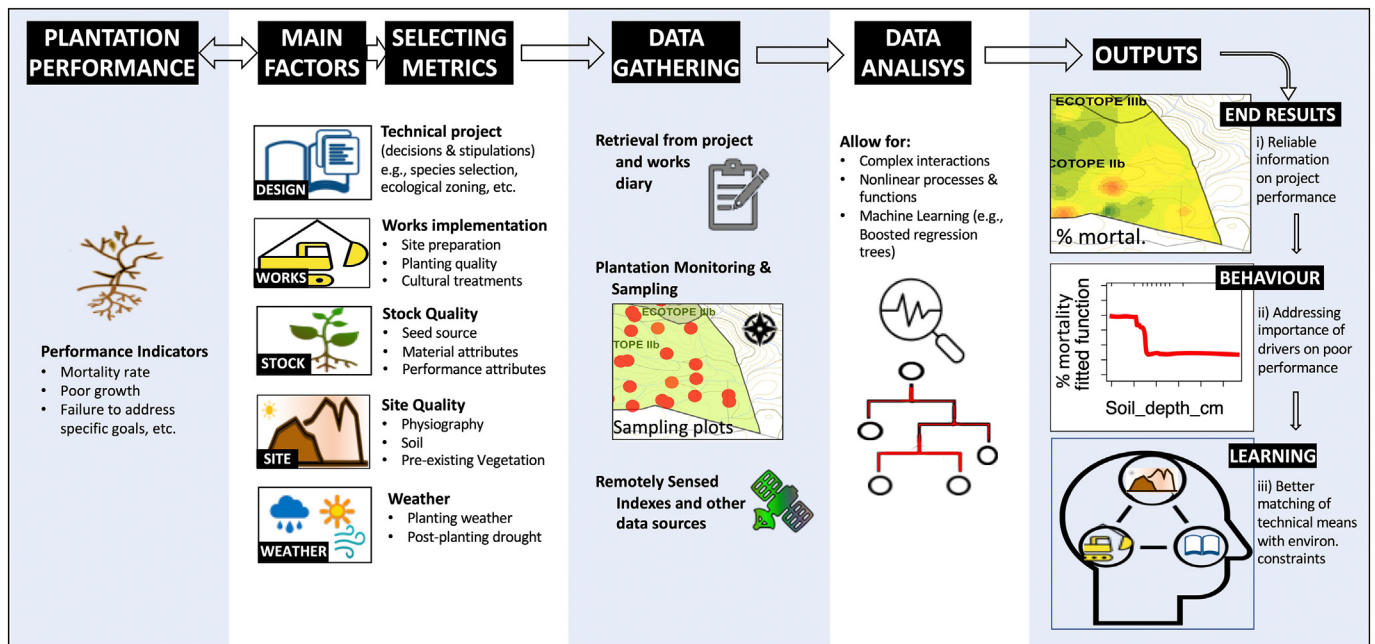 PLANTATION
PERFORMANCE
MAIN
FACTORS
SELECTING
METRICS
DATA
GATHERING
DATA
ANALISYS
OUTPUTS
Performance Indicators
• Mortality rate
• Poor growth
• Failure to address
specific goals, etc.
DESIGN
Technical project
(decisions & stipulations)
e.g., species selection,
ecological zoning, etc.
WORKS
Works implementation
• Site preparation
• Planting quality
• Cultural treatments
STOCK
Stock Quality
• Seed source
• Material attributes
• Performance attributes
SITE
Site Quality
• Physiography
• Soil
• Pre-existing Vegetation
WEATHER
Weather
• Planting weather
• Post-planting drought
Retrieval from project
and works
diary
Plantation Monitoring &
Sampling
ECOTOPE IIIb
TOPE IIb
Sampling plots
Remotely Sensed
Indexes and other
data sources
Allow for:
• Complex interactions
• Nonlinear processes &
functions
• Machine Learning (e.g.,
Boosted regression
trees)
ECOTOPE IIIb
COTOPE IIb
% mortal.
END RESULTS
i) Reliable
information
on project
performance
BEHAVIOUR
% mortality
fitted function
Soil_depth_cm
ii) Addressing
importance of
drivers on poor
performance
LEARNING
iii) Better
matching of
technical means
with environ.
constraints